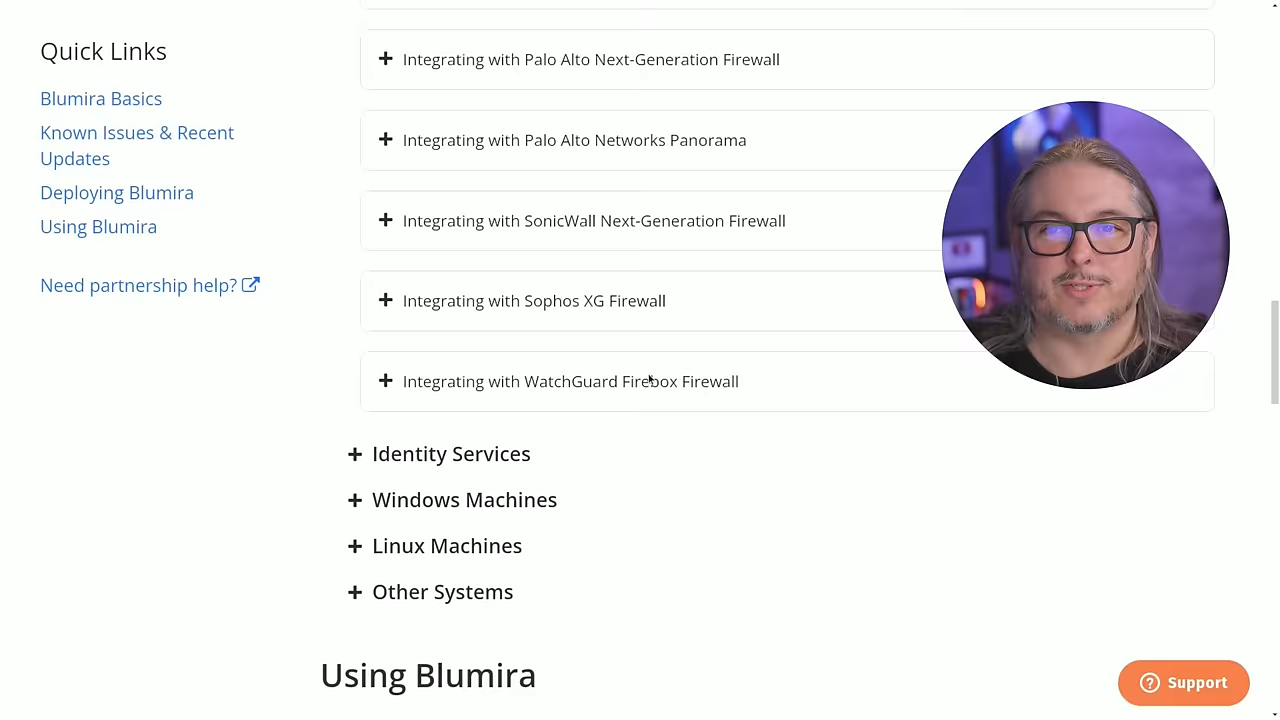 Quick Links
Blumira Basics
Known Issues & Recent
Updates
Deploying Blumira
Using Blumira
Need partnership help?
Integrating with Palo Alto Next-Generation Firewall
Integrating with Palo Alto Networks Panorama
Integrating with SonicWall Next-Generation Firewall
Integrating with Sophos XG Firewall
Integrating with WatchGuard Firebox Firewall
Identity Services
Windows Machines
Linux Machines
Other Systems
Using Blumira
Support